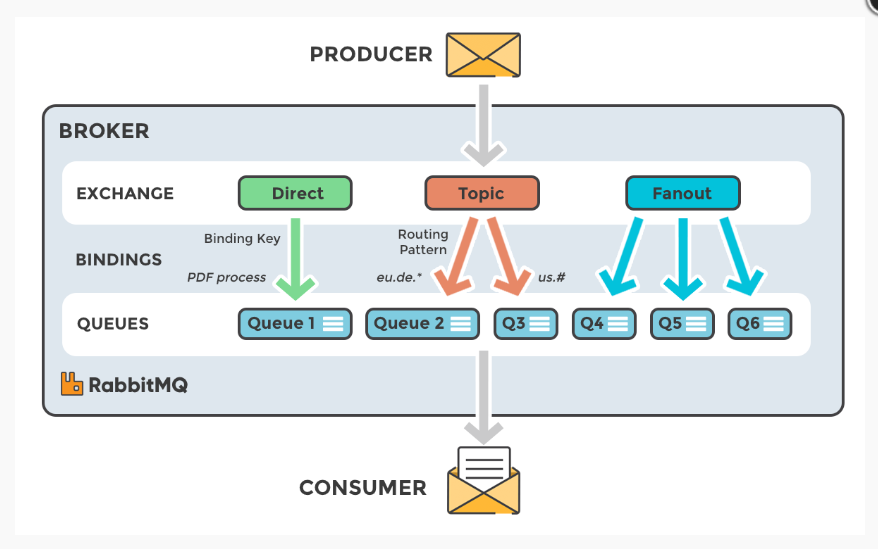 PRODUCER
BROKER
EXCHANGE
Direct
Topic
Fanout
BINDINGS
Binding Key
PDF process
Routing
Pattern
eu.de.*
us.#
QUEUES
Queue 1
Queue 2
Q3
Q4
Q5
Q6
RabbitMQ
CONSUMER